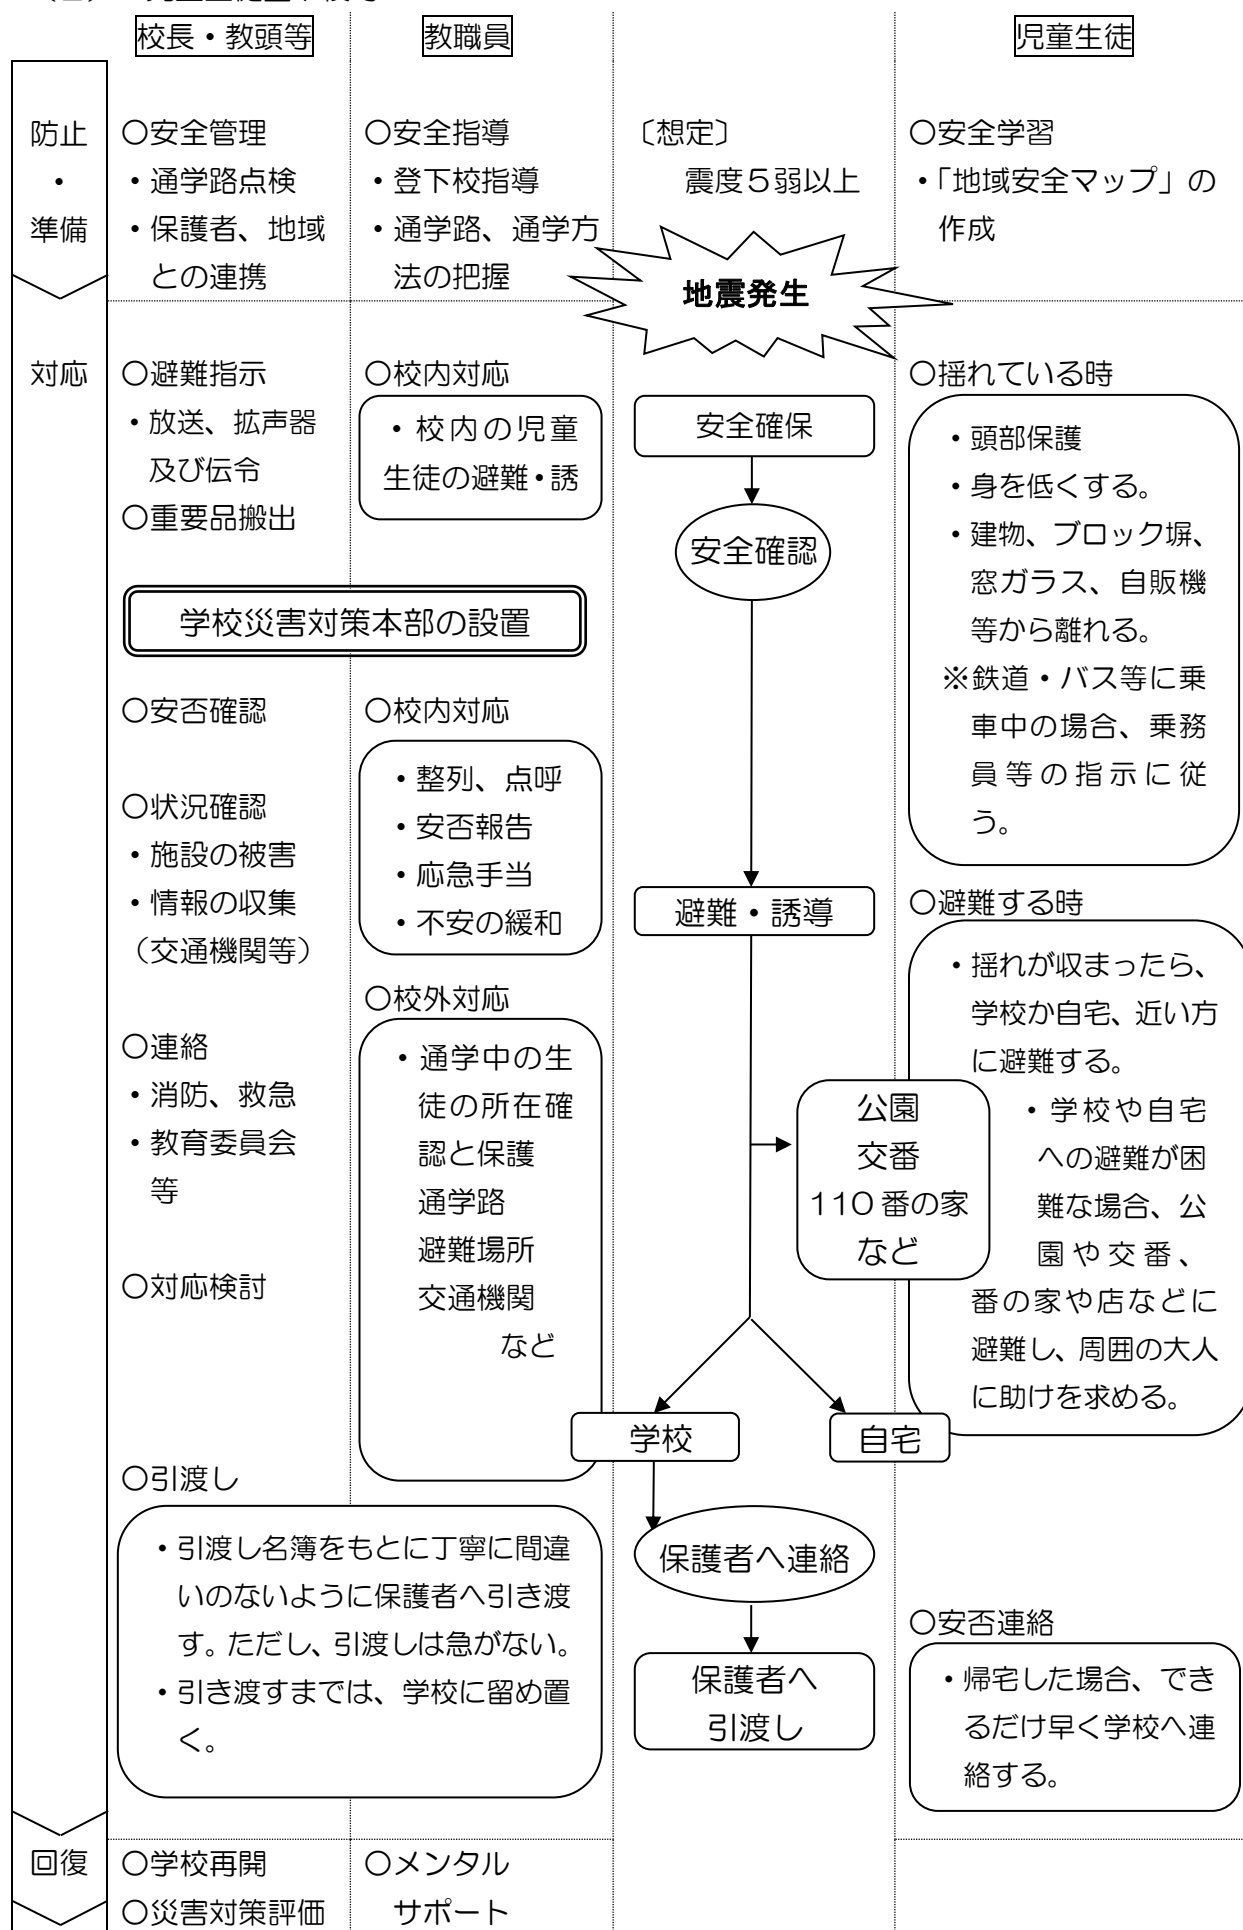 校長・教頭等
教職員
児童生徒
防止
・
準備
〇安全管理
・通学路点検
・保護者、地域
との連携
〇安全指導
・登下校指導
・通学路、通学方
法の把握
〔想定〕
震度５弱以上
〇安全学習
・「地域安全マップ」の
作成
地震発生
対応
〇避難指示
・放送、拡声器
及び伝令
〇重要品搬出
〇校内対応
・校内の児童
生徒の避難・誘
安全確保
安全確認
〇揺れている時
・頭部保護
・身を低くする。
・建物、ブロック塀、
窓ガラス、自販機
等から離れる。
※鉄道・バス等に乗
車中の場合、乗務
員等の指示に従
う。
学校災害対策本部の設置
〇安否確認
〇状況確認
・施設の被害
・情報の収集
（交通機関等）
〇連絡
・消防、救急
・教育委員会
等
〇対応検討
〇校内対応
・整列、点呼
・安否報告
・応急手当
・不安の緩和
〇校外対応
・通学中の生
徒の所在確
認と保護
通学路
避難場所
交通機関
など
避難・誘導
公園
交番
110番の家
など
〇避難する時
・揺れが収まったら、
学校か自宅、近い方
に避難する。
・学校や自宅
への避難が困
難な場合、公
園や交番、
番の家や店などに
避難し、周囲の大人
に助けを求める。
学校
自宅
〇引渡し
・引渡し名簿をもとに丁寧に間違
いのないように保護者へ引き渡
す。ただし、引渡しは急がない。
・引き渡すまでは、学校に留め置
く。
保護者へ連絡
保護者へ
引渡し
〇安否連絡
・帰宅した場合、でき
るだけ早く学校へ連
絡する。
回復
〇学校再開
〇災害対策評価
〇メンタル
サポート